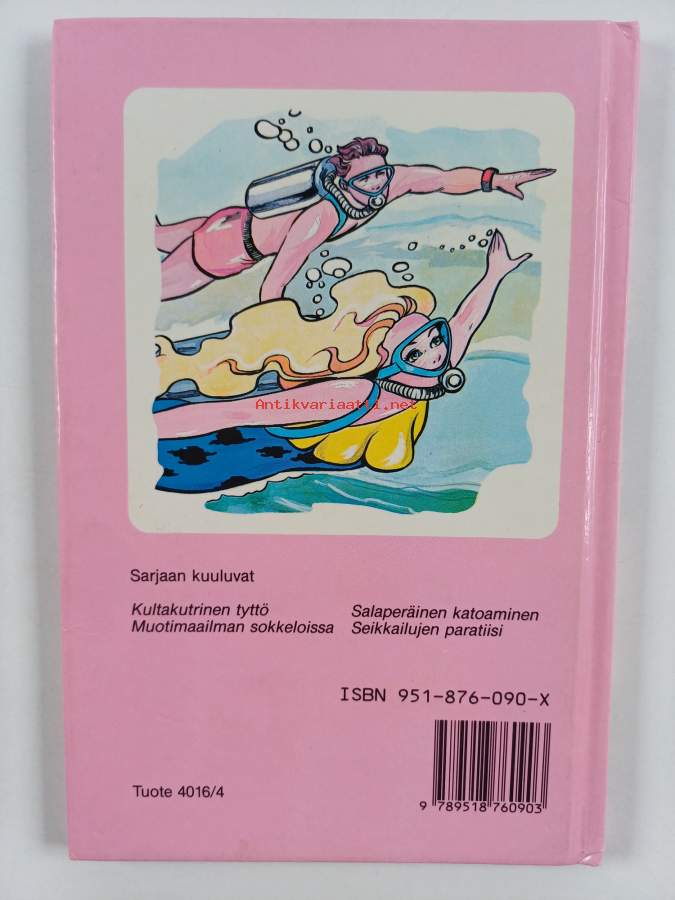 Antikvariaatti.net
Sarjaan kuuluvat
Kultakutrinen tyttö
Muotimaailman sokkeloissa
Salaperäinen katoaminen
Seikkailujen paratiisi
ISBN 951-876-090-X
Tuote 4016/4
9 789518 760903